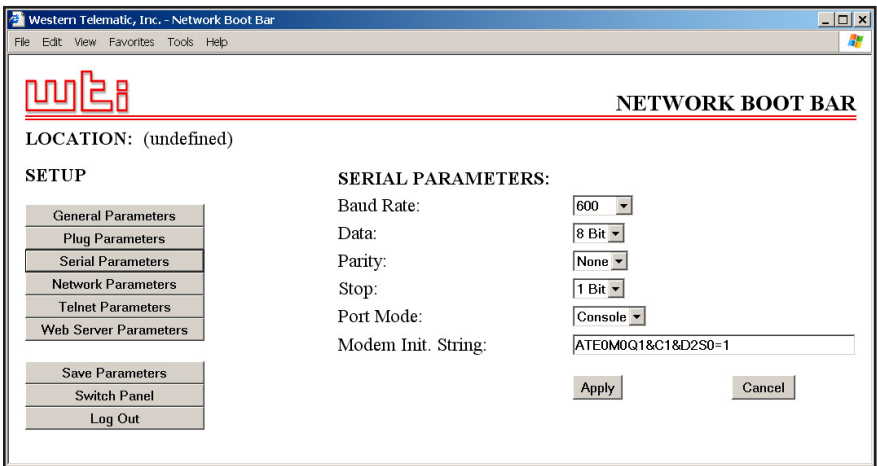 Western Telematic, Inc. - Network Boot Bar
File Edit View Favorites Tools Help
wti
NETWORK BOOT BAR
LOCATION: (undefined)
SETUP
General Parameters
Plug Parameters
Serial Parameters
Network Parameters
Telnet Parameters
Web Server Parameters
Save Parameters
Switch Panel
Log Out
SERIAL PARAMETERS:
Baud Rate: 600
Data: 8 Bit
Parity: None
Stop: 1 Bit
Port Mode: Console
Modem Init. String: ATE0M0Q1&C1&D2S0=1
Apply Cancel